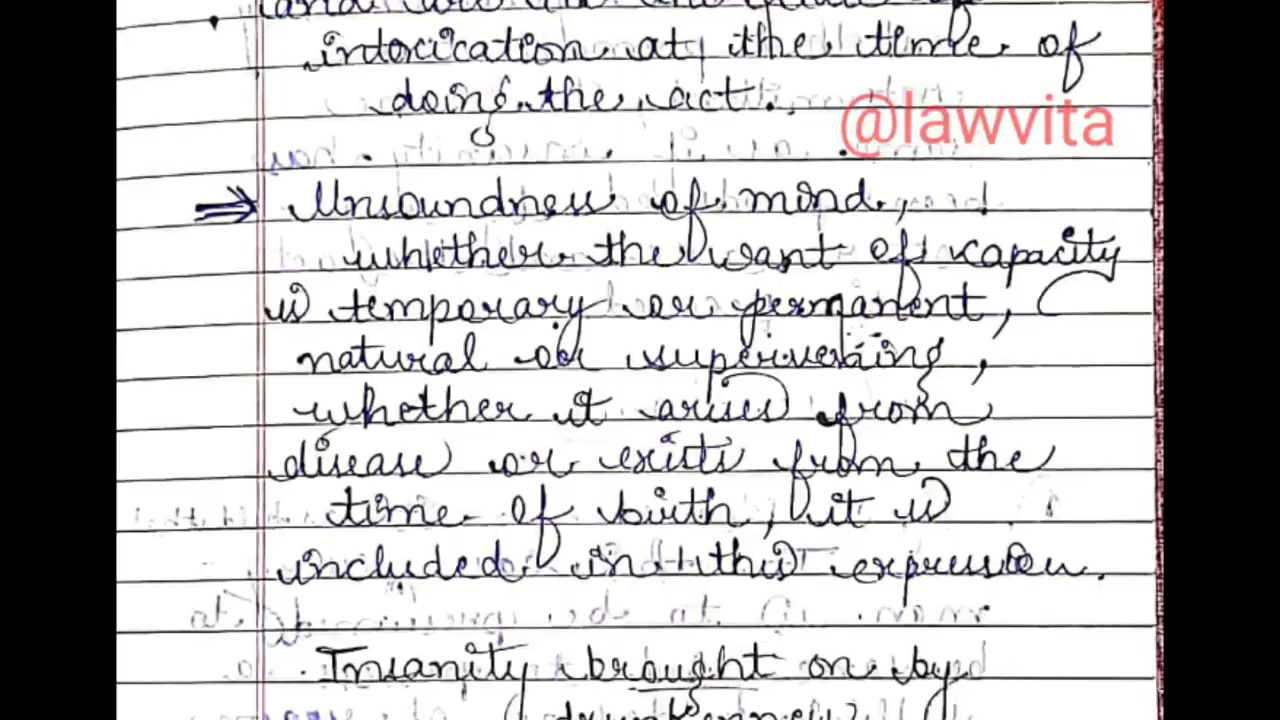 intoxication at the time of
doing the act.
@lawvita
⇒ Unsoundness of mind,
whether the want of capacity
is temporary or permanent,
natural or supervening,
whether it arises from
disease or exists from the
time of birth, it is
included in this expression.
Insanity brought on by
drunkenness